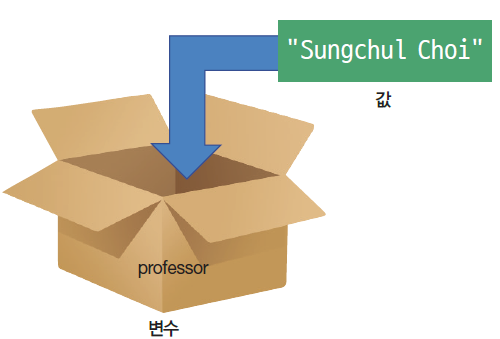 "Sungchul Choi"
값
professor
변수